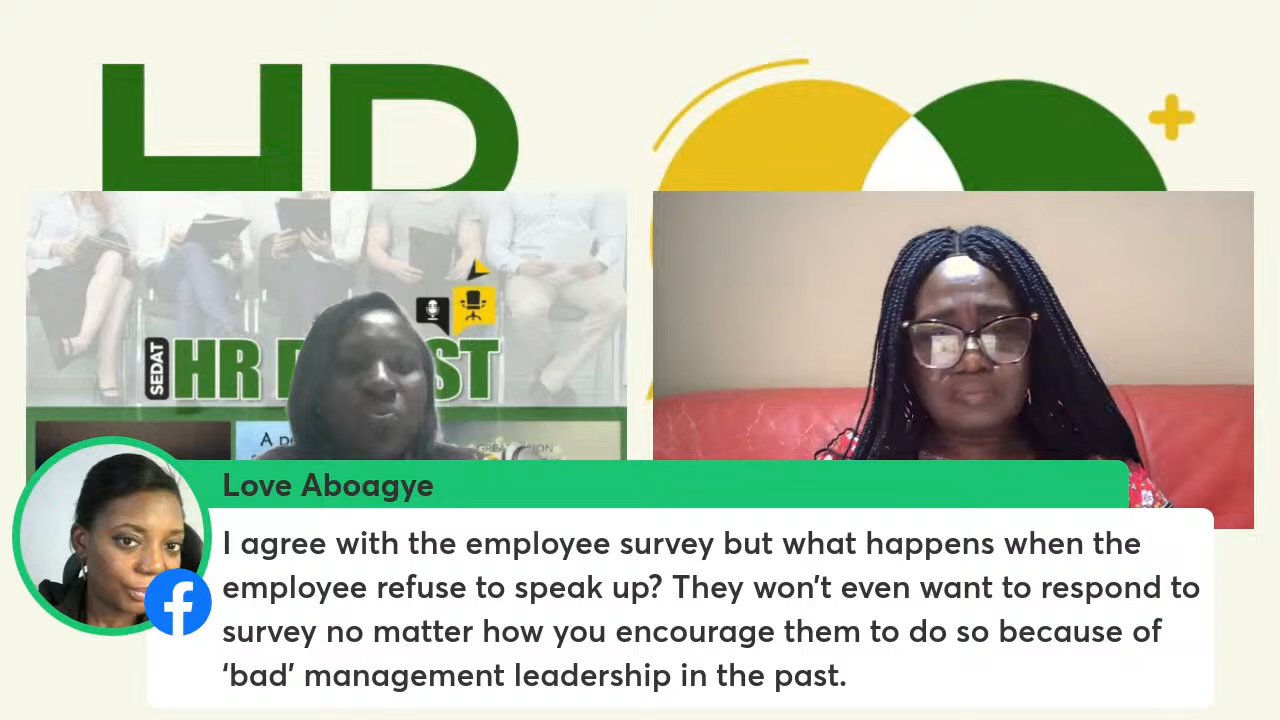 HR
SEDAT
HR
ST
A
Love Aboagye
I agree with the employee survey but what happens when the
employee refuse to speak up? They won't even want to respond to
survey no matter how you encourage them to do so because of
'bad' management leadership in the past.